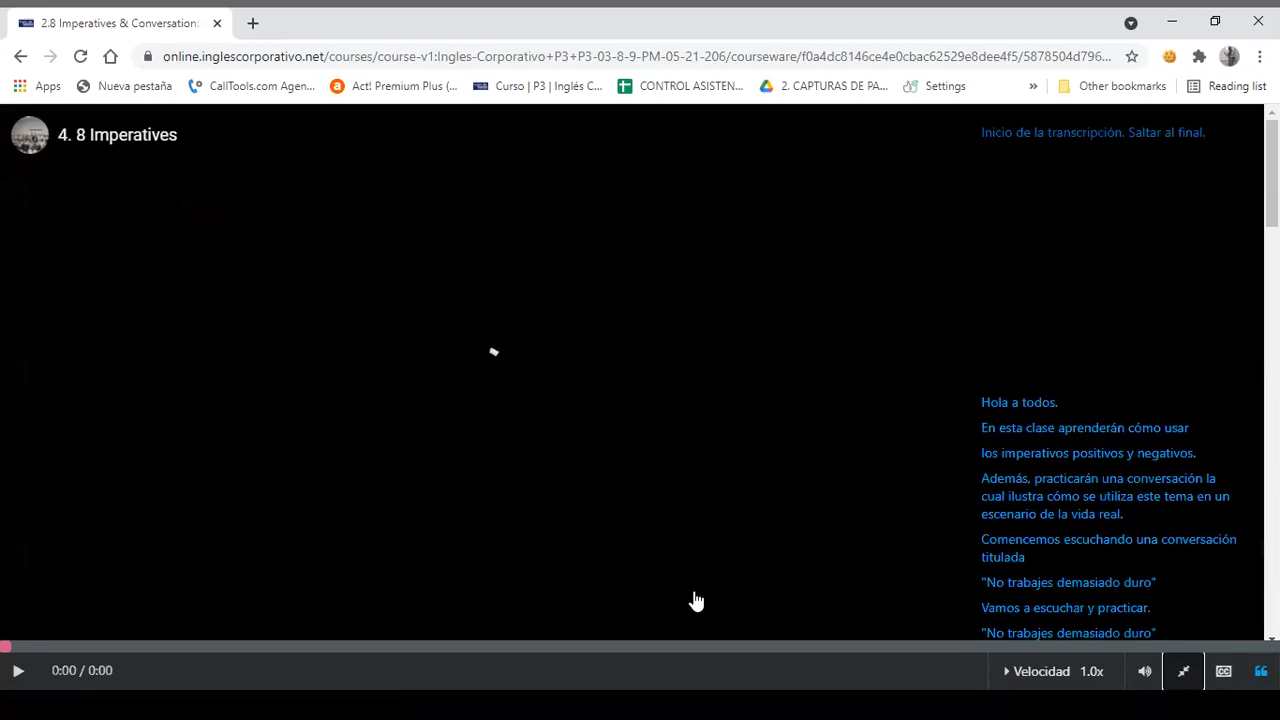 2.8 Imperatives & Conversation:
online.inglescorporativo.net/courses/course-v1:Ingles-Corporativo+P3+P3-03-8-9-PM-05-21-206/courseware/f0a4dc8146ce4e0cbac62529e8dee4f5/5878504d796...
Apps
Nueva pestaña
CallTools.com Agen...
Act! Premium Plus (...
Curso | P3 | Inglés C...
CONTROL ASISTEN...
2. CAPTURAS DE PA...
Settings
»
Other bookmarks
Reading list
4. 8 Imperatives
Inicio de la transcripción. Saltar al final.
Hola a todos.
En esta clase aprenderán cómo usar
los imperativos positivos y negativos.
Además, practicarán una conversación la
cual ilustra cómo se utiliza este tema en un
escenario de la vida real.
Comencemos escuchando una conversación
titulada
"No trabajes demasiado duro"
Vamos a escuchar y practicar.
"No trabajes demasiado duro"
0:00 / 0:00
Velocidad 1.0x
CC